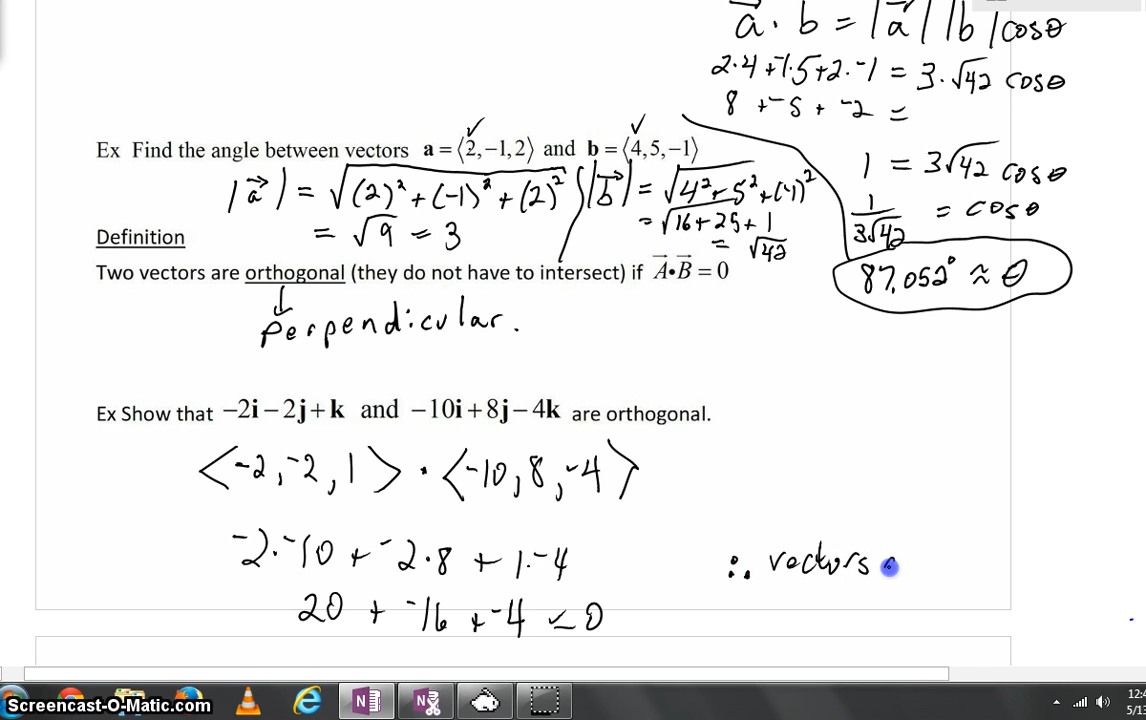 a⃗ · b = |a⃗| |b| cosθ
2·4 + -1·5 + 2·-1 = 3·√42 cosθ
8 + -5 + -2 =
Ex Find the angle between vectors a = ⟨2, −1, 2⟩ and b = ⟨4, 5, −1⟩
1 = 3√42 cosθ
|a⃗| = √(2)² + (-1)² + (2)²
|b⃗| = √4² + 5² + (-1)²
= √9 = 3
= √16 + 25 + 1
= √42
1/3√42 = cosθ
87.052° ≈ θ
Definition
Two vectors are orthogonal (they do not have to intersect) if A⃗•B⃗ = 0
↓
Perpendicular.
Ex Show that −2i − 2j + k and −10i + 8j − 4k are orthogonal.
⟨-2, -2, 1⟩ · ⟨-10, 8, -4⟩
-2·-10 + -2·8 + 1·-4
∴ vectors
20 + -16 + -4 = 0
Screencast-O-Matic.com
12:4
5/13